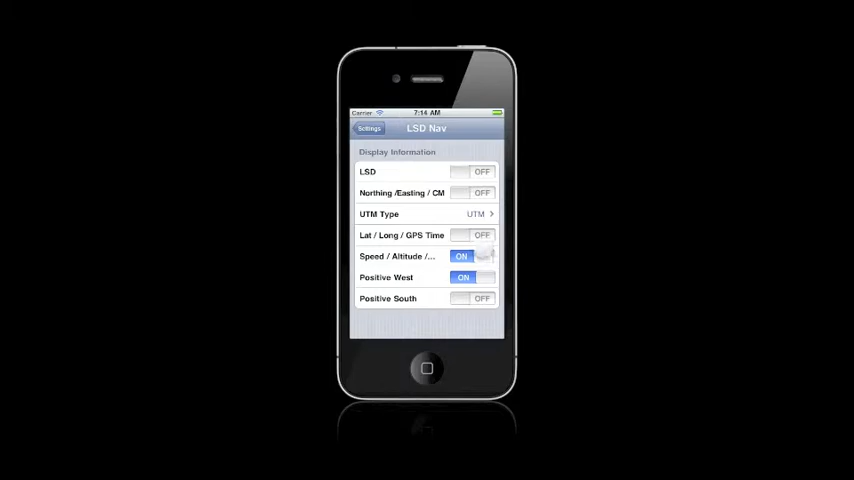 Carrier 7:14 AM
Settings LSD Nav
Display Information
LSD OFF
Northing /Easting / CM OFF
UTM Type UTM
Lat / Long / GPS Time OFF
Speed / Altitude /... ON
Positive West ON
Positive South OFF